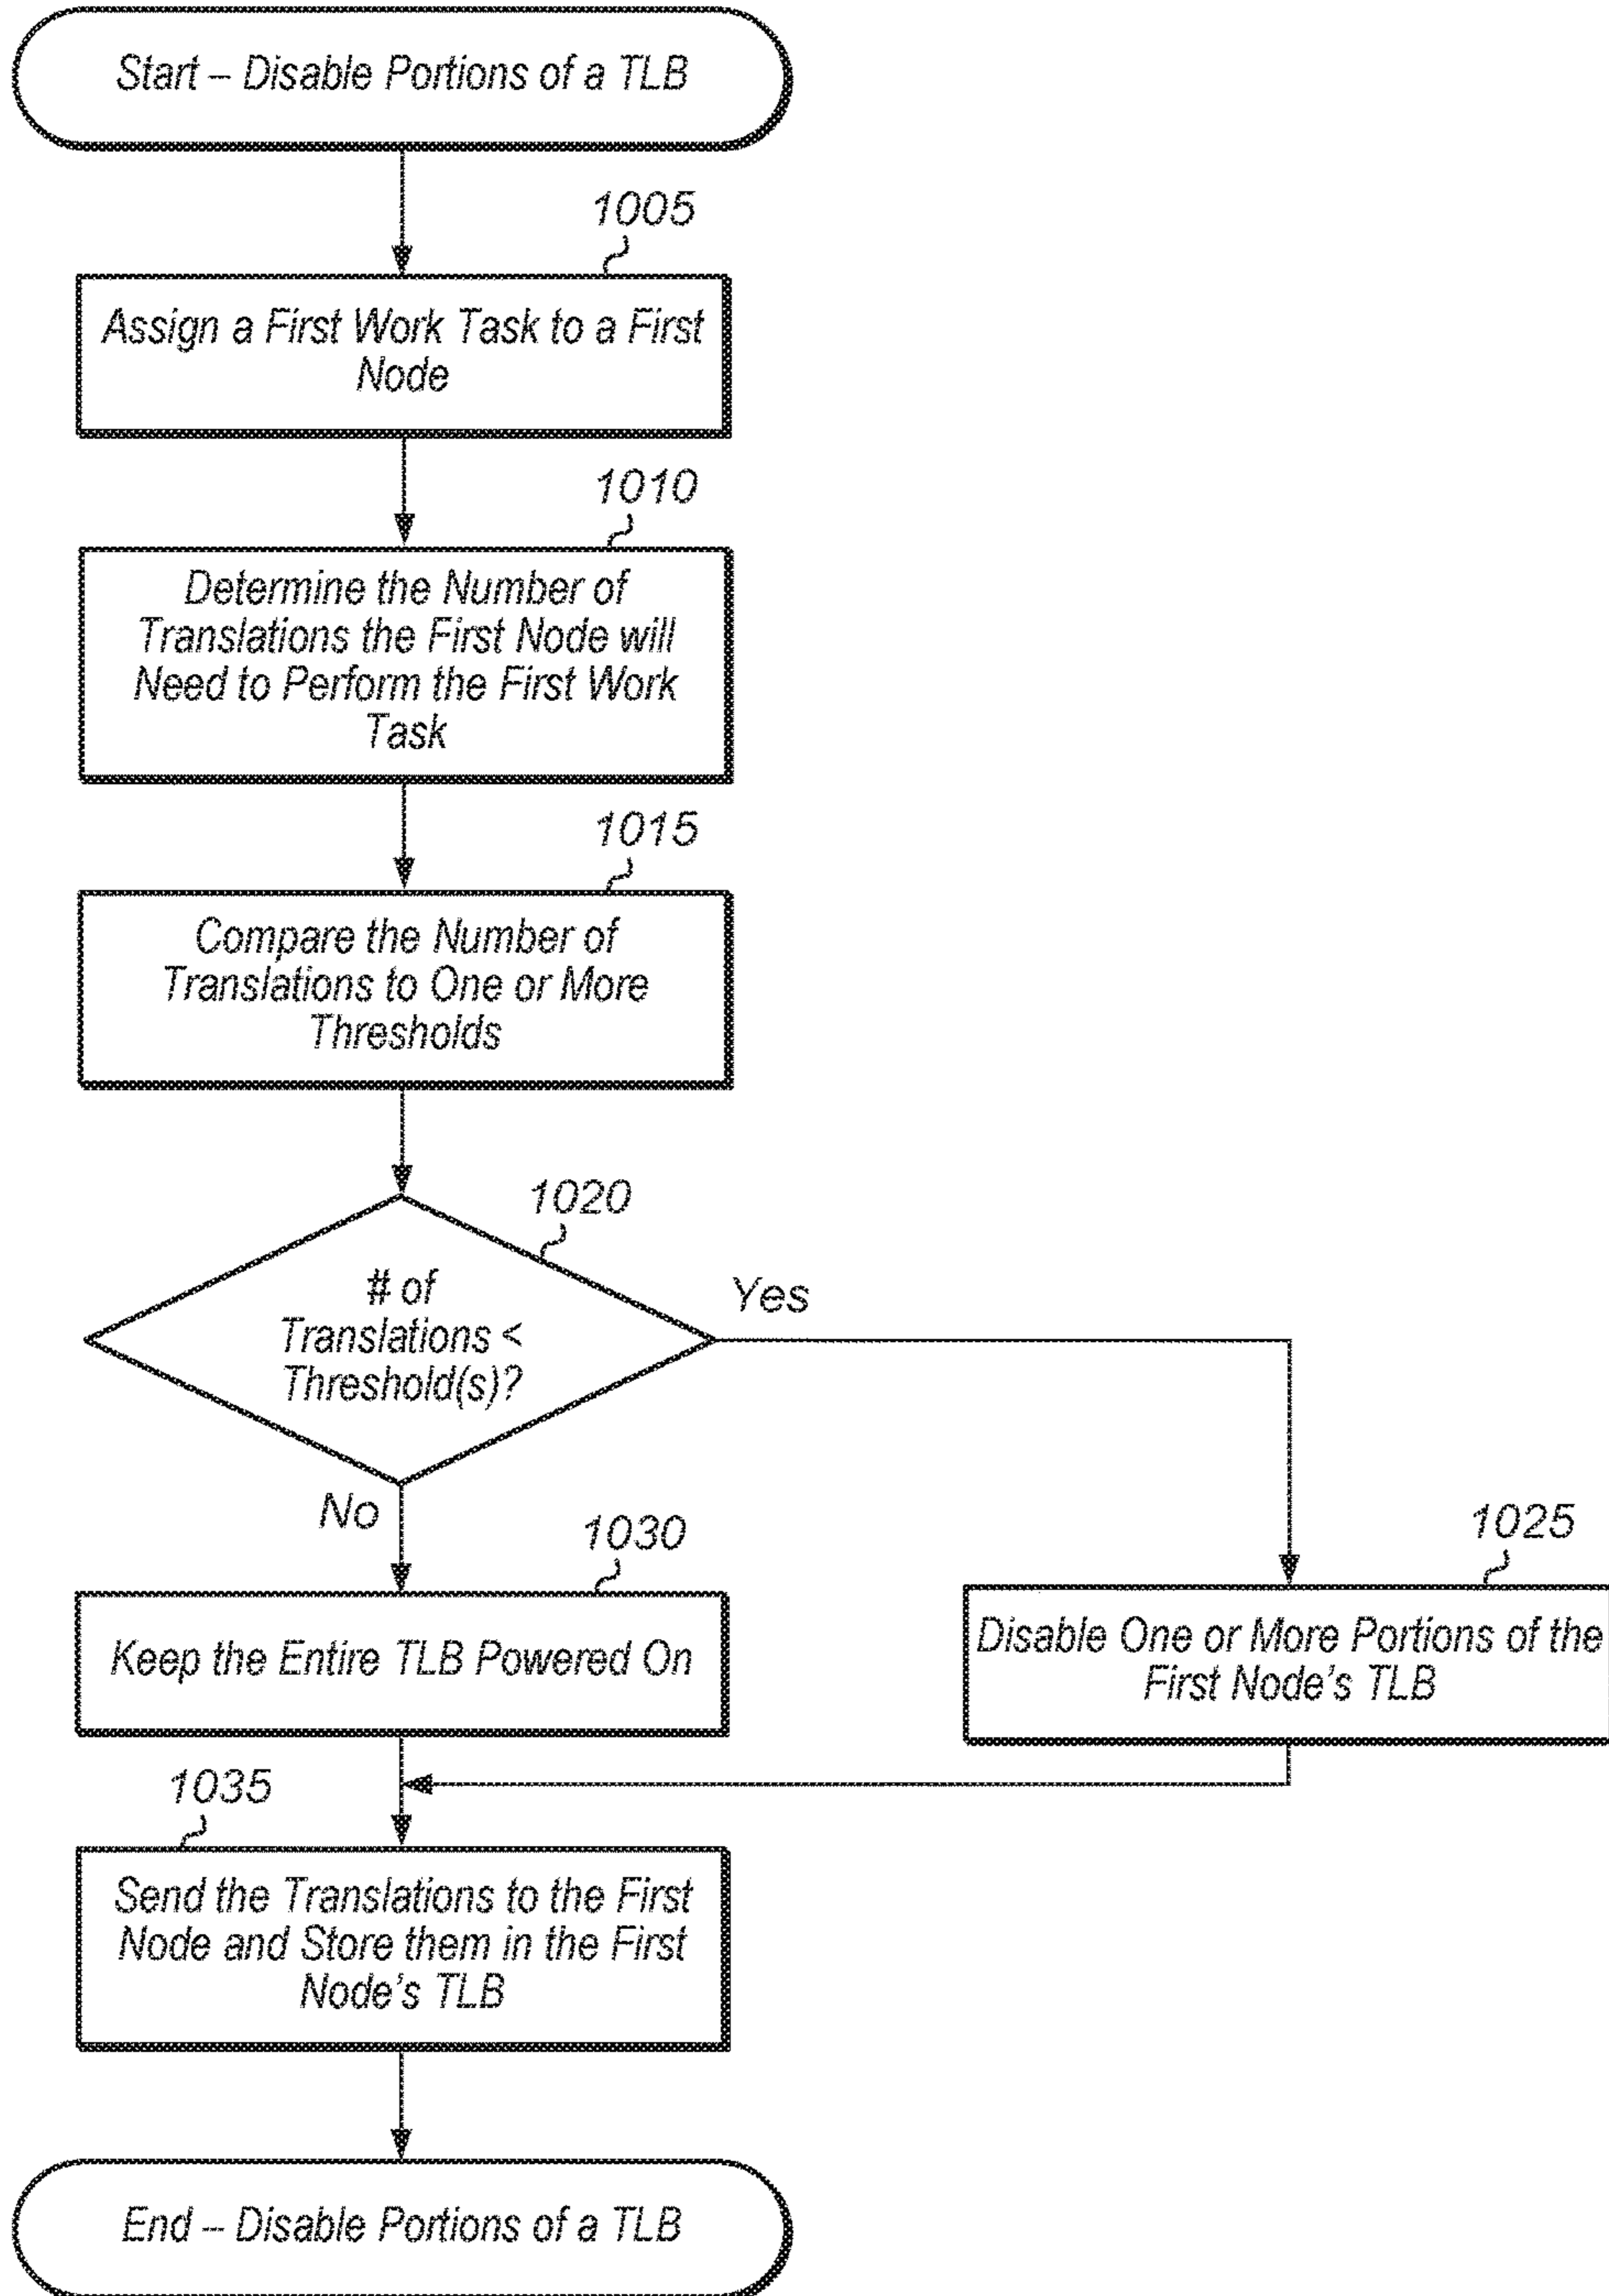 Start – Disable Portions of a TLB
1005
Assign a First Work Task to a First
Node
1010
Determine the Number of
Translations the First Node will
Need to Perform the First Work
Task
1015
Compare the Number of
Translations to One or More
Thresholds
1020
# of
Translations <
Threshold(s)?
Yes
No
1030
Keep the Entire TLB Powered On
1025
Disable One or More Portions of the
First Node's TLB
1035
Send the Translations to the First
Node and Store them in the First
Node's TLB
End – Disable Portions of a TLB